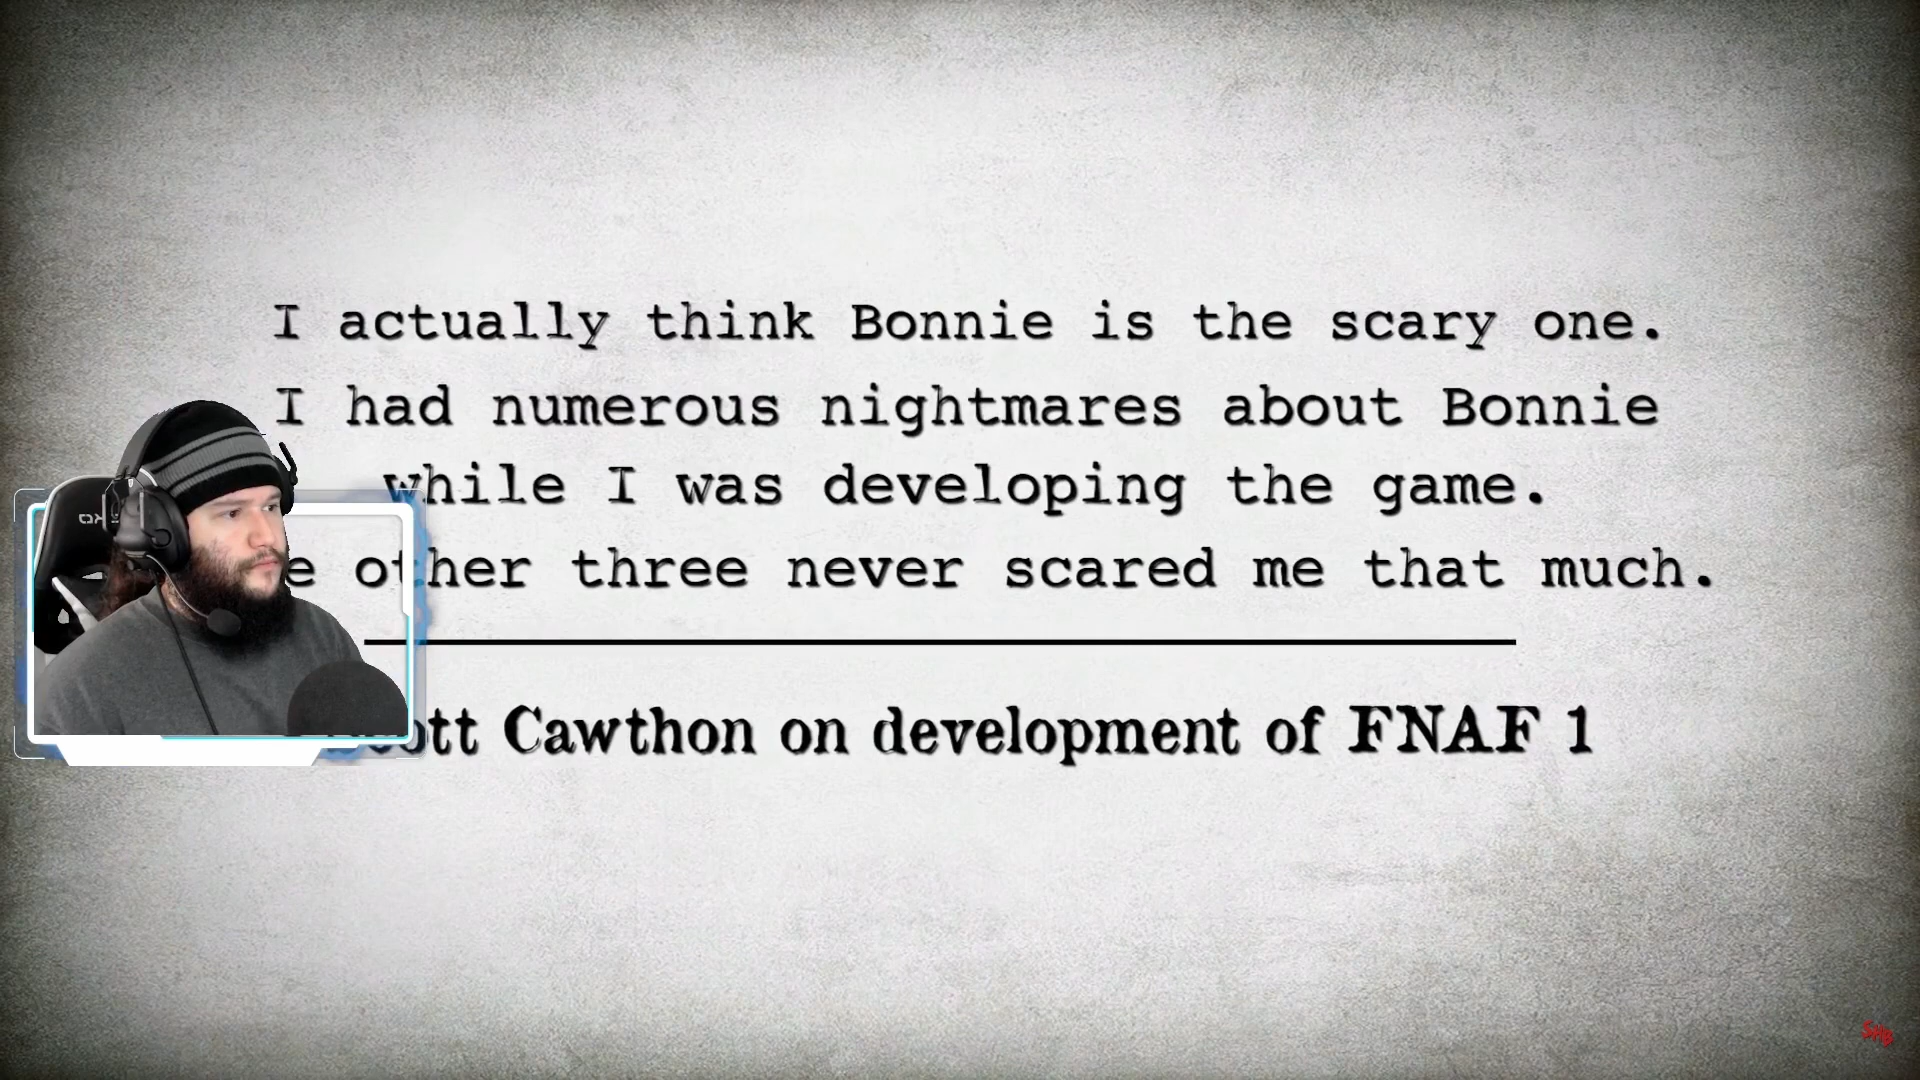 I actually think Bonnie is the scary one.
I had numerous nightmares about Bonnie
while I was developing the game.
other three never scared me that much.
Cawthon on development of FNAF 1
SHB